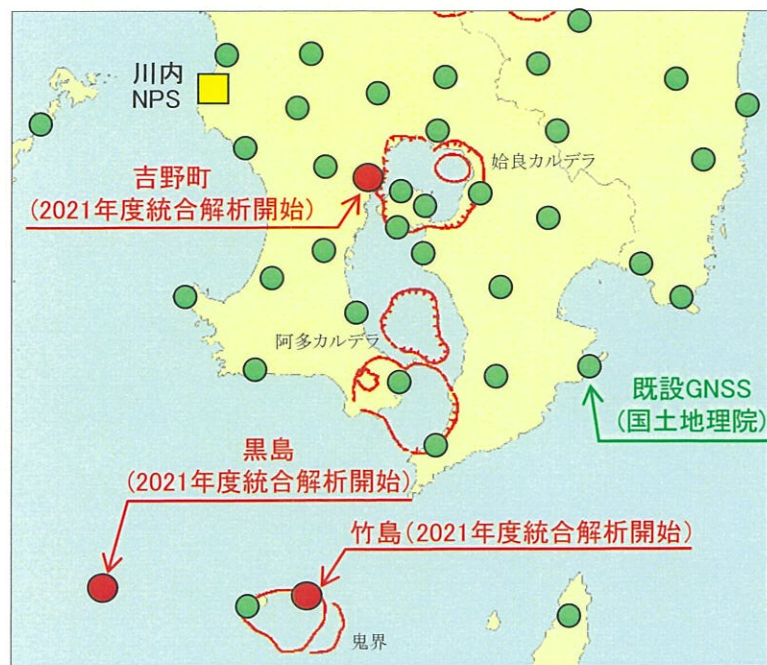 川内
NPS
姶良カルデラ
吉野町
(2021年度統合解析開始)
阿多カルデラ
既設GNSS
(国土地理院)
黒島
(2021年度統合解析開始)
竹島(2021年度統合解析開始)
鬼界